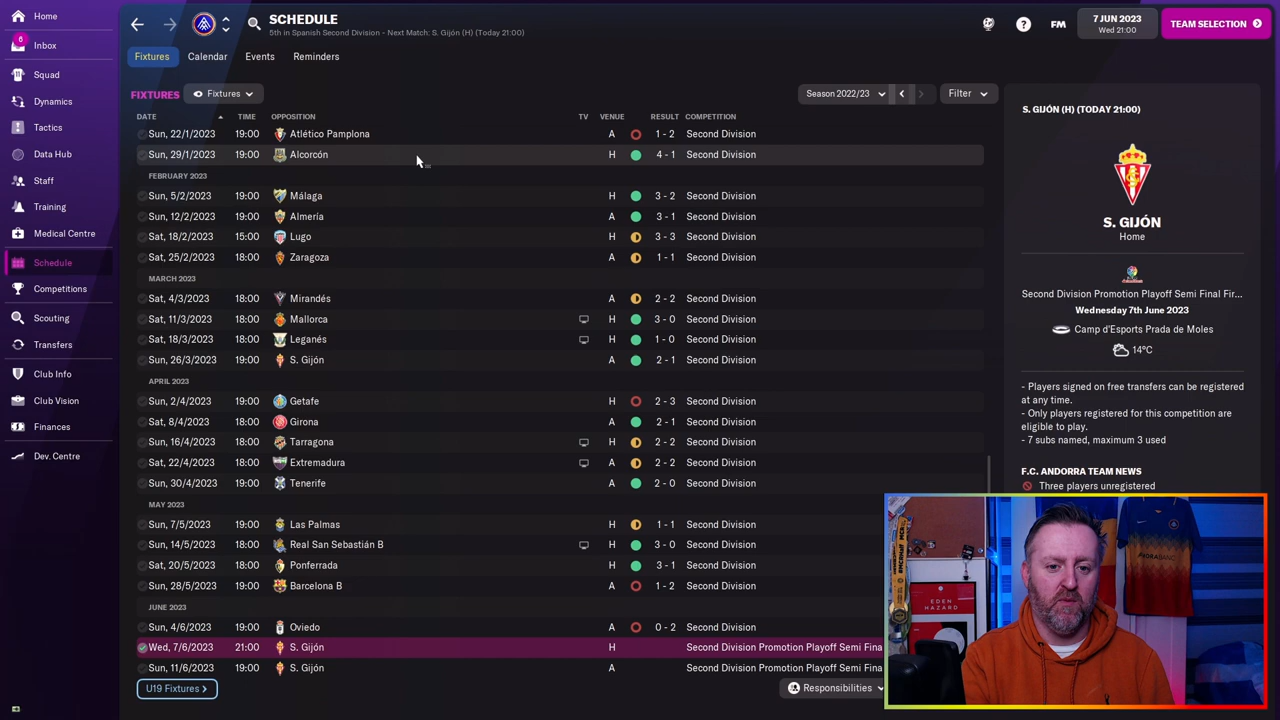 Home
6
Inbox
Squad
Dynamics
Tactics
Data Hub
Staff
Training
Medical Centre
Schedule
Competitions
Scouting
Transfers
Club Info
Club Vision
Finances
Dev. Centre
SCHEDULE
5th in Spanish Second Division - Next Match: S. Gijón (H) (Today 21:00)
FM
7 JUN 2023
Wed 21:00
TEAM SELECTION
Fixtures Calendar Events Reminders
FIXTURES Fixtures Season 2022/23 Filter
DATE TIME OPPOSITION TV VENUE RESULT COMPETITION
Sun, 22/1/2023 19:00 Atlético Pamplona A 1 - 2 Second Division
Sun, 29/1/2023 19:00 Alcorcón H 4 - 1 Second Division
FEBRUARY 2023
Sun, 5/2/2023 19:00 Málaga H 3 - 2 Second Division
Sun, 12/2/2023 19:00 Almería A 3 - 1 Second Division
Sat, 18/2/2023 15:00 Lugo H 3 - 3 Second Division
Sat, 25/2/2023 18:00 Zaragoza A 1 - 1 Second Division
MARCH 2023
Sat, 4/3/2023 18:00 Mirandés A 2 - 2 Second Division
Sat, 11/3/2023 18:00 Mallorca H 3 - 0 Second Division
Sat, 18/3/2023 18:00 Leganés H 1 - 0 Second Division
Sun, 26/3/2023 19:00 S. Gijón A 2 - 1 Second Division
APRIL 2023
Sun, 2/4/2023 19:00 Getafe H 2 - 3 Second Division
Sat, 8/4/2023 18:00 Girona A 2 - 1 Second Division
Sun, 16/4/2023 18:00 Tarragona H 2 - 2 Second Division
Sat, 22/4/2023 18:00 Extremadura A 2 - 2 Second Division
Sun, 30/4/2023 19:00 Tenerife A 2 - 0 Second Division
MAY 2023
Sun, 7/5/2023 19:00 Las Palmas H 1 - 1 Second Division
Sun, 14/5/2023 18:00 Real San Sebastián B H 3 - 0 Second Division
Sat, 20/5/2023 18:00 Ponferrada H 3 - 1 Second Division
Sun, 28/5/2023 19:00 Barcelona B A 1 - 2 Second Division
JUNE 2023
Sun, 4/6/2023 19:00 Oviedo A 0 - 2 Second Division
Wed, 7/6/2023 21:00 S. Gijón H Second Division Promotion Playoff Semi Fina
Sun, 11/6/2023 19:00 S. Gijón A Second Division Promotion Playoff Semi Fina
U19 Fixtures
Responsibilities
S. GIJÓN (H) (TODAY 21:00)
S. GIJÓN
Home
Second Division Promotion Playoff Semi Final Fir...
Wednesday 7th June 2023
Camp d'Esports Prada de Moles
14°C
- Players signed on free transfers can be registered
at any time.
- Only players registered for this competition are
eligible to play.
- 7 subs named, maximum 3 used
F.C. ANDORRA TEAM NEWS
Three players unregistered
EDEN
HAZARD